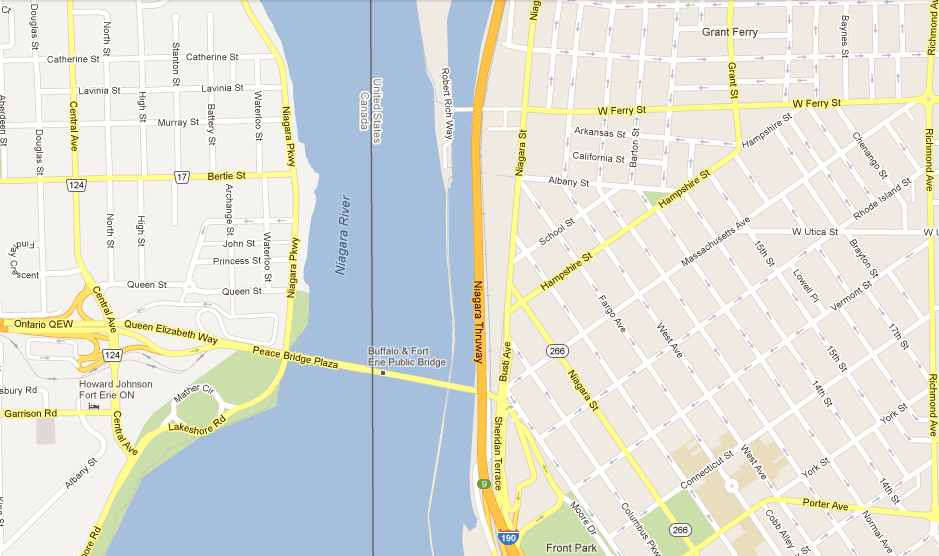 Ct
Douglas St
North St
Stanton St
Catherine St
Catherine St
Central Ave
High St
Lavinia St
Battery St
Waterloo St
Niagara Pkwy
Murray St
Aberdeen St
Douglas St
124
17
Bertie St
North St
High St
Archange St
John St
Waterloo St
Princess St
Niagara Pkwy
Queen St
Queen St
Central Ave
Ontario QEW
Queen Elizabeth Way
124
Peace Bridge Plaza
Howard Johnson
Fort Erie ON
Mather Cir
Garrison Rd
Central Ave
Lakeshore Rd
Albany St
United States
Canada
Niagara River
Buffalo & Fort
Erie Public Bridge
Robert Rich Way
Niagara Thruway
Niagara St
Grant Ferry
Grant St
Baynes St
Richmond Ave
W Ferry St
W Ferry St
Arkansas St
California St
Barton St
Albany St
Hampshire St
Chenango St
Richmond Ave
Hampshire St
Rhode Island St
School St
Massachusetts Ave
W Utica St
15th St
Brayton St
Hampshire St
Lowell Pl
Vermont St
Fargo Ave
West Ave
17th St
15th St
266
Busti Ave
Niagara St
14th St
York St
Richmond Ave
Sheridan Terrace
Connecticut St
West Ave
York St
14th St
9
190
Moore Dr
Columbus Pkwy
266
Porter Ave
Cobb Alley
Normal Ave
Front Park